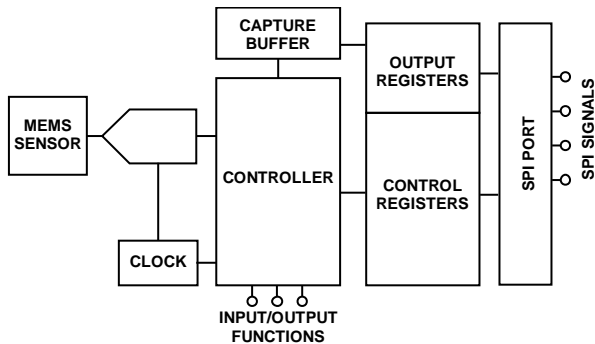 CAPTURE
BUFFER
OUTPUT
REGISTERS
MEMS
SENSOR
CONTROLLER
CONTROL
REGISTERS
SPI PORT
SPI SIGNALS
CLOCK
INPUT/OUTPUT
FUNCTIONS